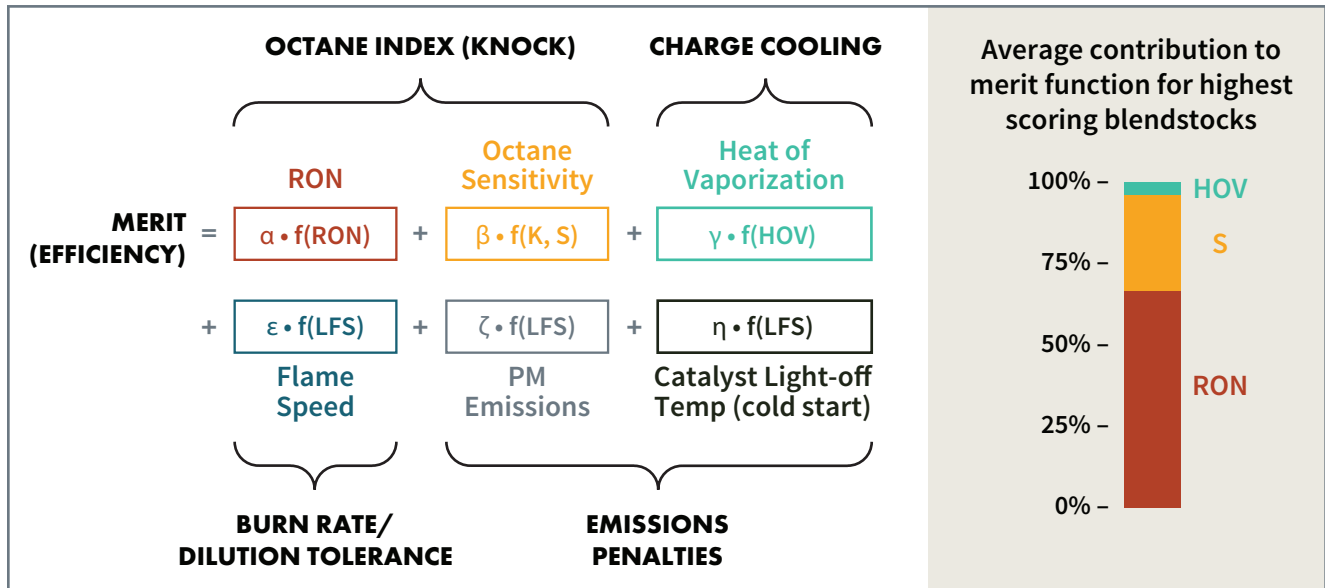 OCTANE INDEX (KNOCK)
CHARGE COOLING
RON
Octane
Sensitivity
Heat of
Vaporization
MERIT
(EFFICIENCY)
=
α • f(RON)
+
β • f(K, S)
+
γ • f(HOV)
+
ε • f(LFS)
+
ζ • f(LFS)
+
η • f(LFS)
Flame
Speed
PM
Emissions
Catalyst Light-off
Temp (cold start)
BURN RATE/
DILUTION TOLERANCE
EMISSIONS
PENALTIES
Average contribution to
merit function for highest
scoring blendstocks
100% –
HOV
S
75% –
50% –
RON
25% –
0% –